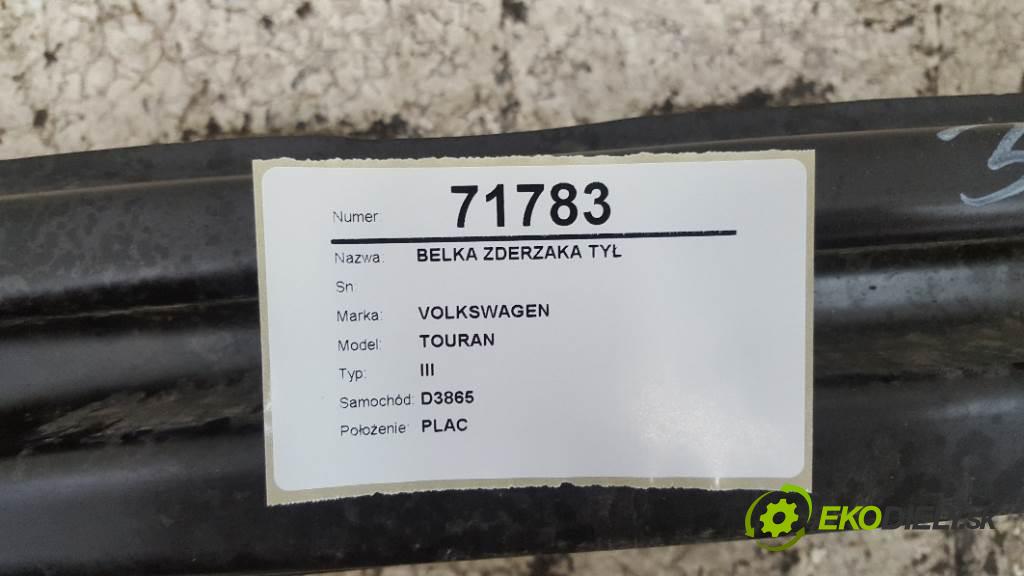 Numer: 71783
Nazwa: BELKA ZDERZAKA TYŁ
Sn:
Marka: VOLKSWAGEN
Model: TOURAN
Typ: III
Samochód: D3865
Położenie: PLAC
5
EKODIELY.SK